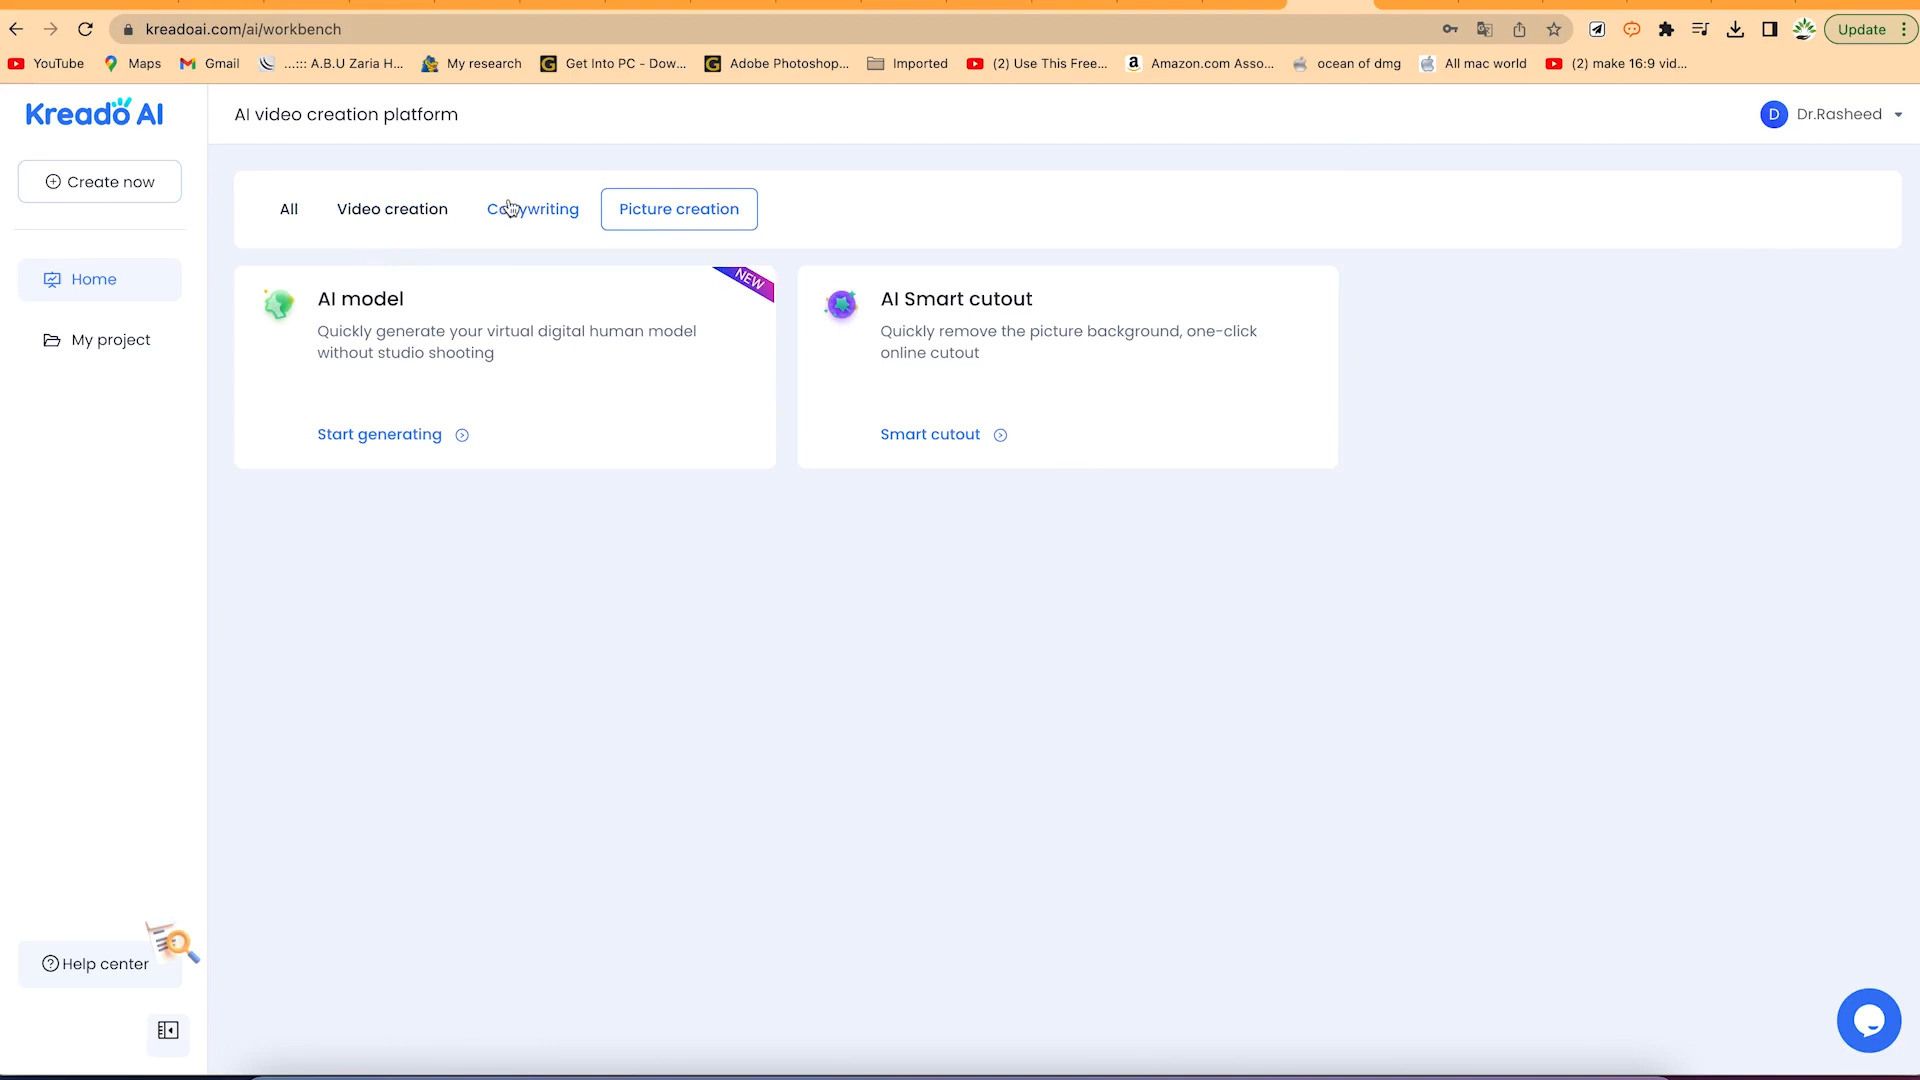 kreadoai.com/ai/workbench
Update
YouTube Maps Gmail ...::: A.B.U Zaria H... My research Get Into PC - Dow... Adobe Photoshop... Imported (2) Use This Free... Amazon.com Asso... ocean of dmg All mac world (2) make 16:9 vid...
Kreado AI
AI video creation platform
D Dr.Rasheed
Create now
All Video creation Copywriting Picture creation
Home
My project
NEW
AI model
Quickly generate your virtual digital human model
without studio shooting
Start generating
AI Smart cutout
Quickly remove the picture background, one-click
online cutout
Smart cutout
Help center